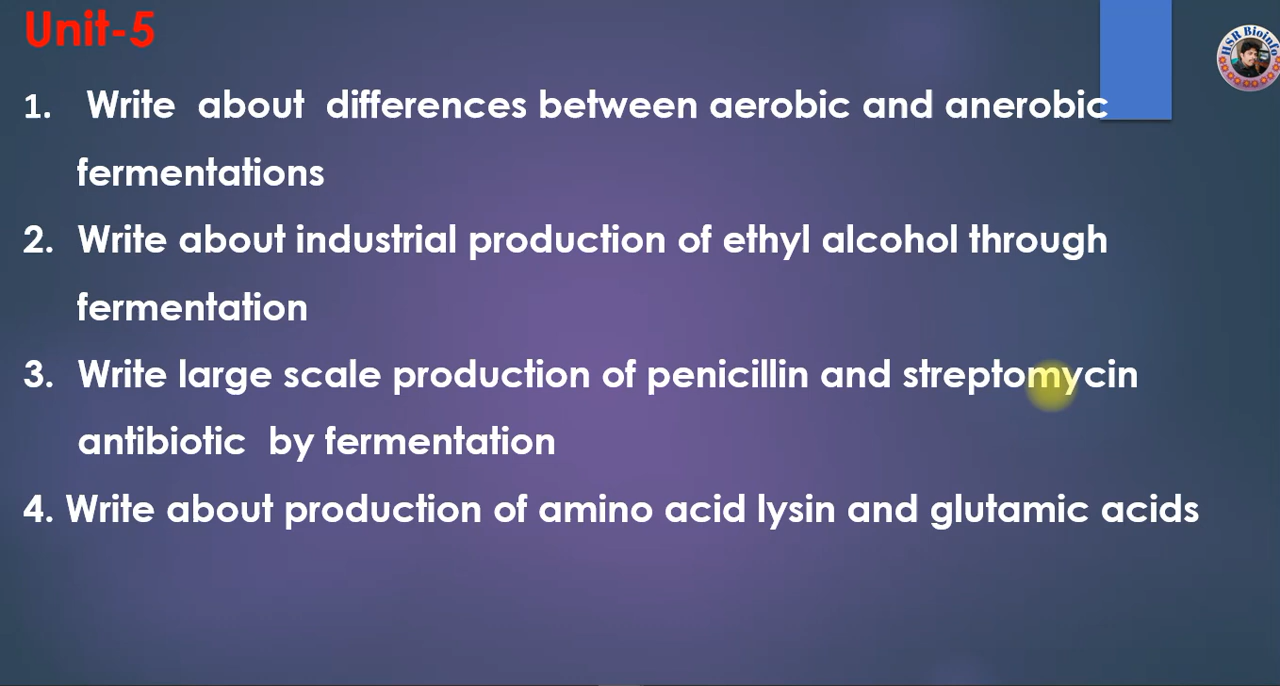 Unit-5
HSR Bioinfo
1. Write about differences between aerobic and anerobic
fermentations
2. Write about industrial production of ethyl alcohol through
fermentation
3. Write large scale production of penicillin and streptomycin
antibiotic by fermentation
4. Write about production of amino acid lysin and glutamic acids